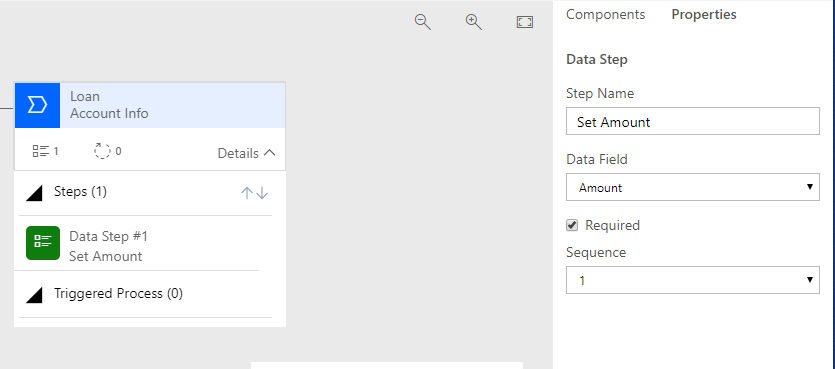 Components Properties
Loan
Account Info
1 0 Details
Steps (1)
Data Step #1
Set Amount
Triggered Process (0)
Data Step
Step Name
Set Amount
Data Field
Amount
Required
Sequence
1